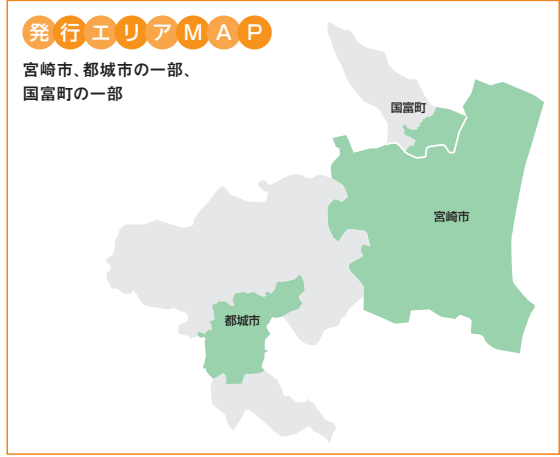 発行エリアMAP
宮崎市、都城市の一部、
国富町の一部
国富町
宮崎市
都城市